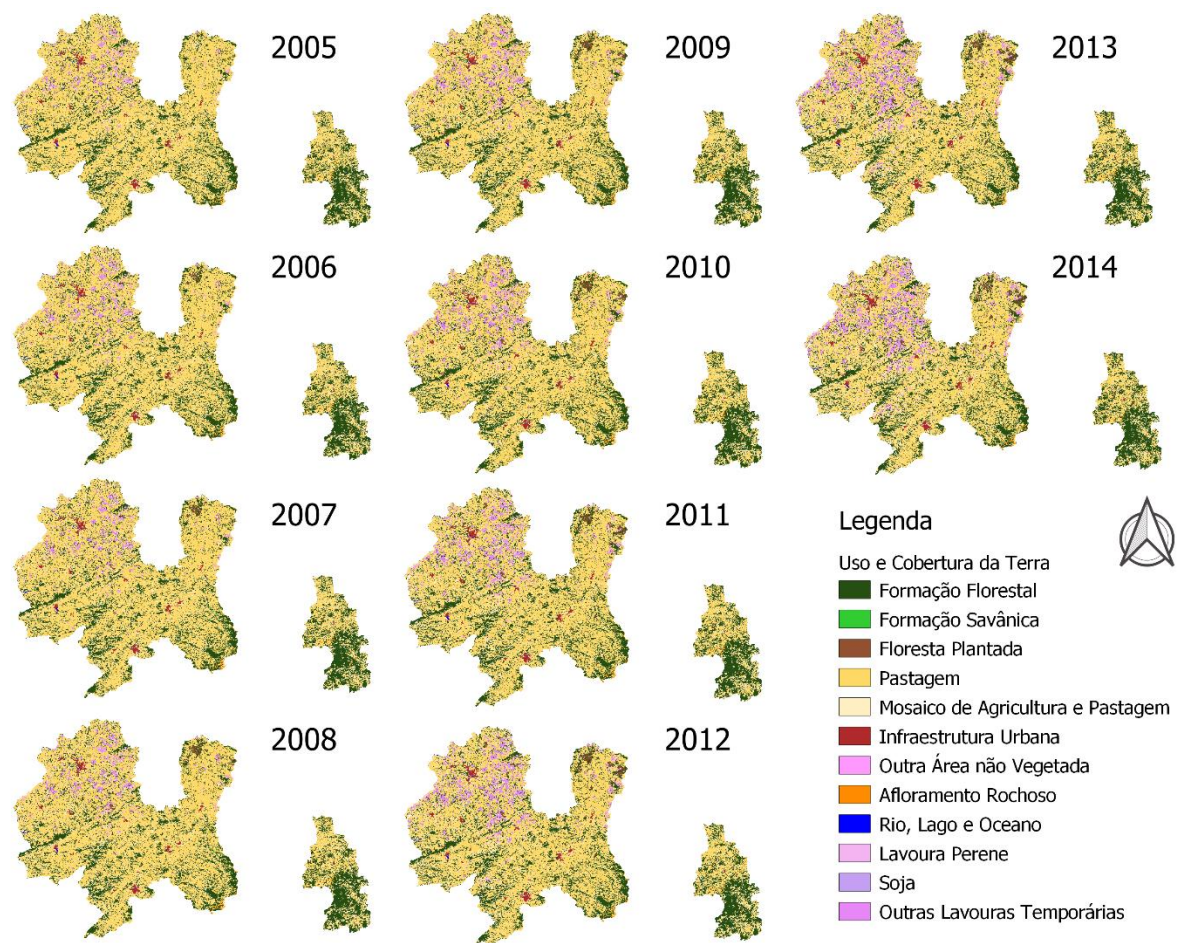 2005
2009
2013
2006
2010
2014
2007
2011
2008
2012
Legenda
Uso e Cobertura da Terra
Formação Florestal
Formação Savânica
Floresta Plantada
Pastagem
Mosaico de Agricultura e Pastagem
Infraestrutura Urbana
Outra Área não Vegetada
Afloramento Rochoso
Rio, Lago e Oceano
Lavoura Perene
Soja
Outras Lavouras Temporárias